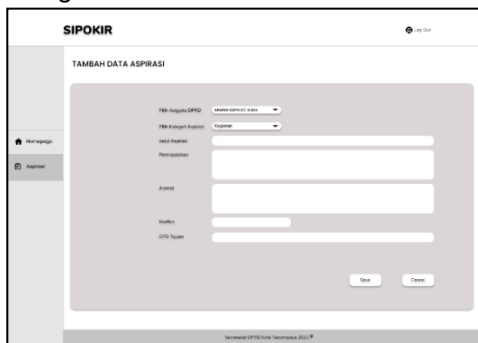 SIPOKIR
Log Out
TAMBAH DATA ASPIRASI
Pilih Anggota DPRD
Pilih Kategori Aspirasi
Kegiatan
Judul Aspirasi
Permasalahan
Homepage
Aspirasi
Alamat
OPD Tujuan
Save
Cancel
Sekretariat DPRD Kota Tasikmalaya 2021